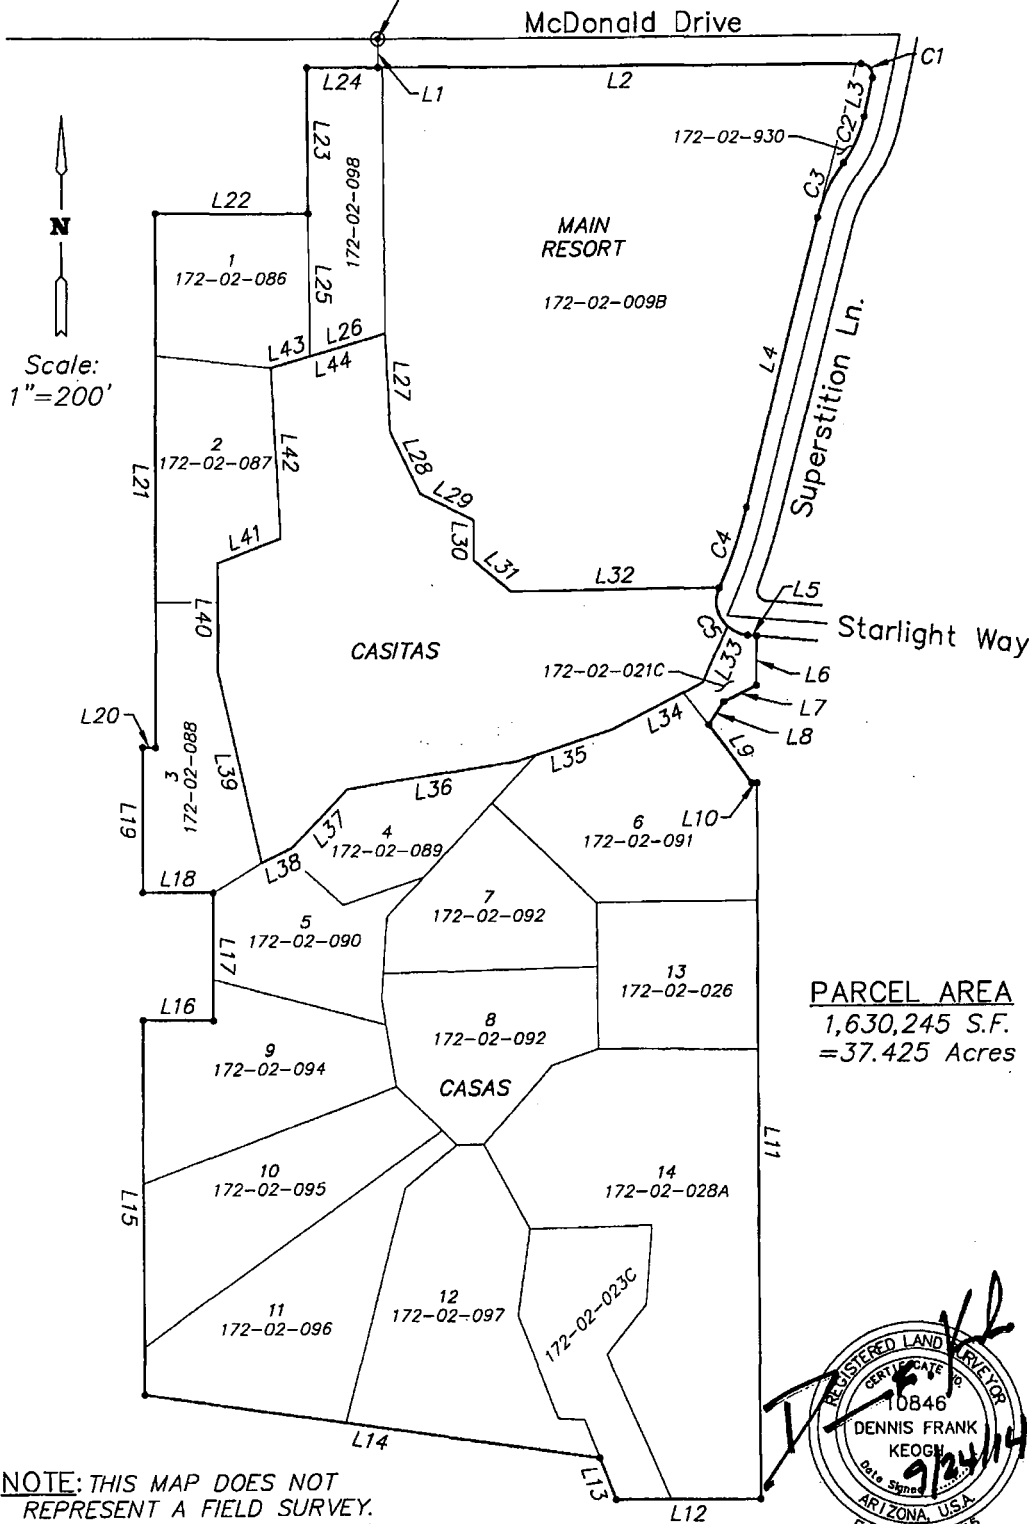 McDonald Drive
C1
L24
L1
L2
L3
C2
172-02-930
C3
L23
172-02-098
N
L22
MAIN
RESORT
1
172-02-086
L25
172-02-009B
Scale:
1"=200'
L43
L26
L44
L4
Superstition Ln.
L27
2
172-02-087
L42
L28
L21
L29
L30
L41
L31
C4
L32
L5
L40
C5
Starlight Way
CASITAS
L33
172-02-021C
L6
L7
L34
L8
L20
3
172-02-088
L35
L9
L39
L36
L19
L37
4
172-02-089
L10
6
172-02-091
L38
L18
5
172-02-090
7
172-02-092
L17
13
172-02-026
PARCEL AREA
1,630,245 S.F.
=37.425 Acres
L16
8
172-02-092
9
172-02-094
CASAS
L11
10
172-02-095
14
172-02-028A
L15
11
172-02-096
12
172-02-097
172-02-023C
REGISTERED LAND SURVEYOR
CERTIFICATE NO.
10846
DENNIS FRANK
KEOGH
Date Signed 9/24/14
ARIZONA, U.S.A.
L14
L13
L12
NOTE: THIS MAP DOES NOT
REPRESENT A FIELD SURVEY.